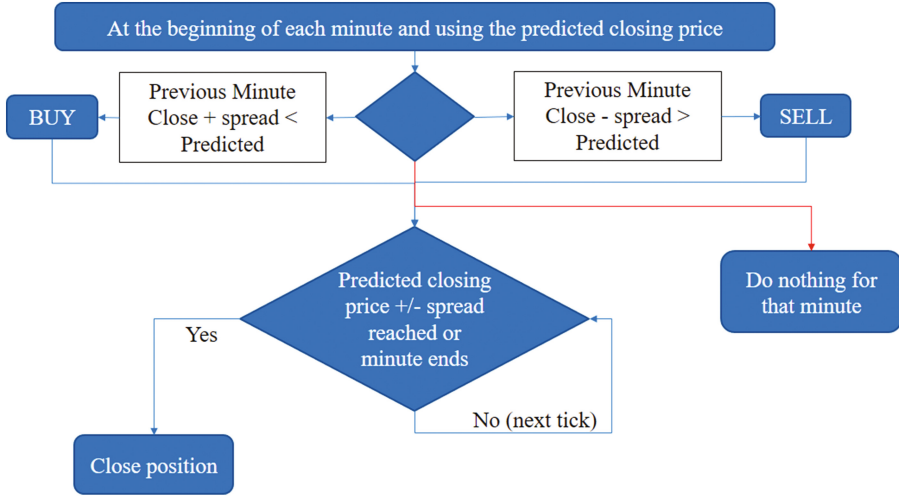 At the beginning of each minute and using the predicted closing price
BUY
Previous Minute
Close + spread <
Predicted
Previous Minute
Close - spread >
Predicted
SELL
Predicted closing
price +/- spread
reached or
minute ends
Do nothing for
that minute
Yes
No (next tick)
Close position